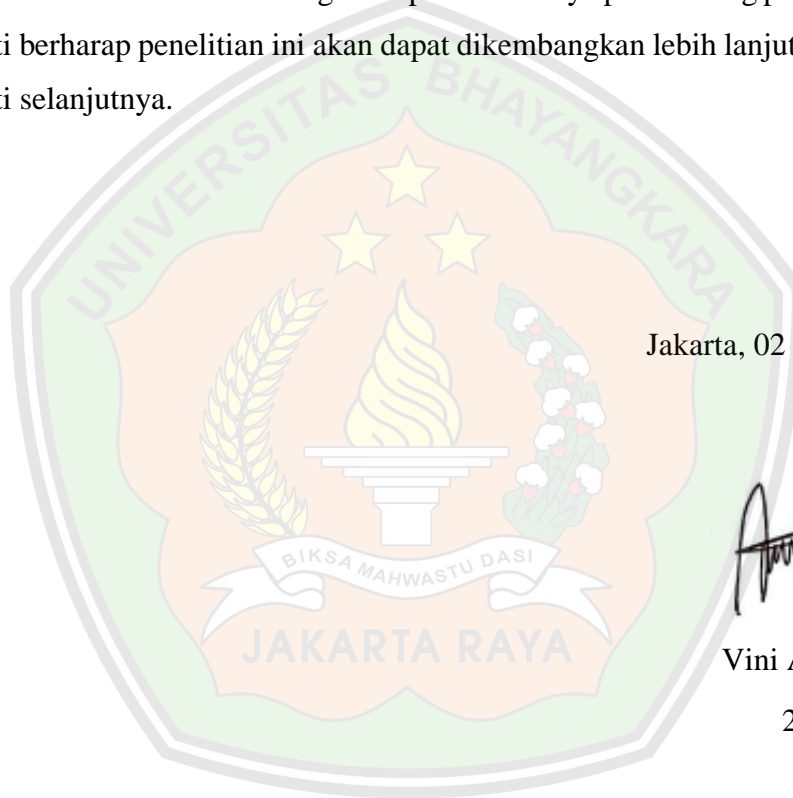 ti berharap penelitian ini akan dapat dikembangkan lebih lanjut
ti selanjutnya.
UNIVERSITAS BHAYANGKARA
Jakarta, 02
BIKSA MAHWASTU DASI
JAKARTA RAYA
Vini
2